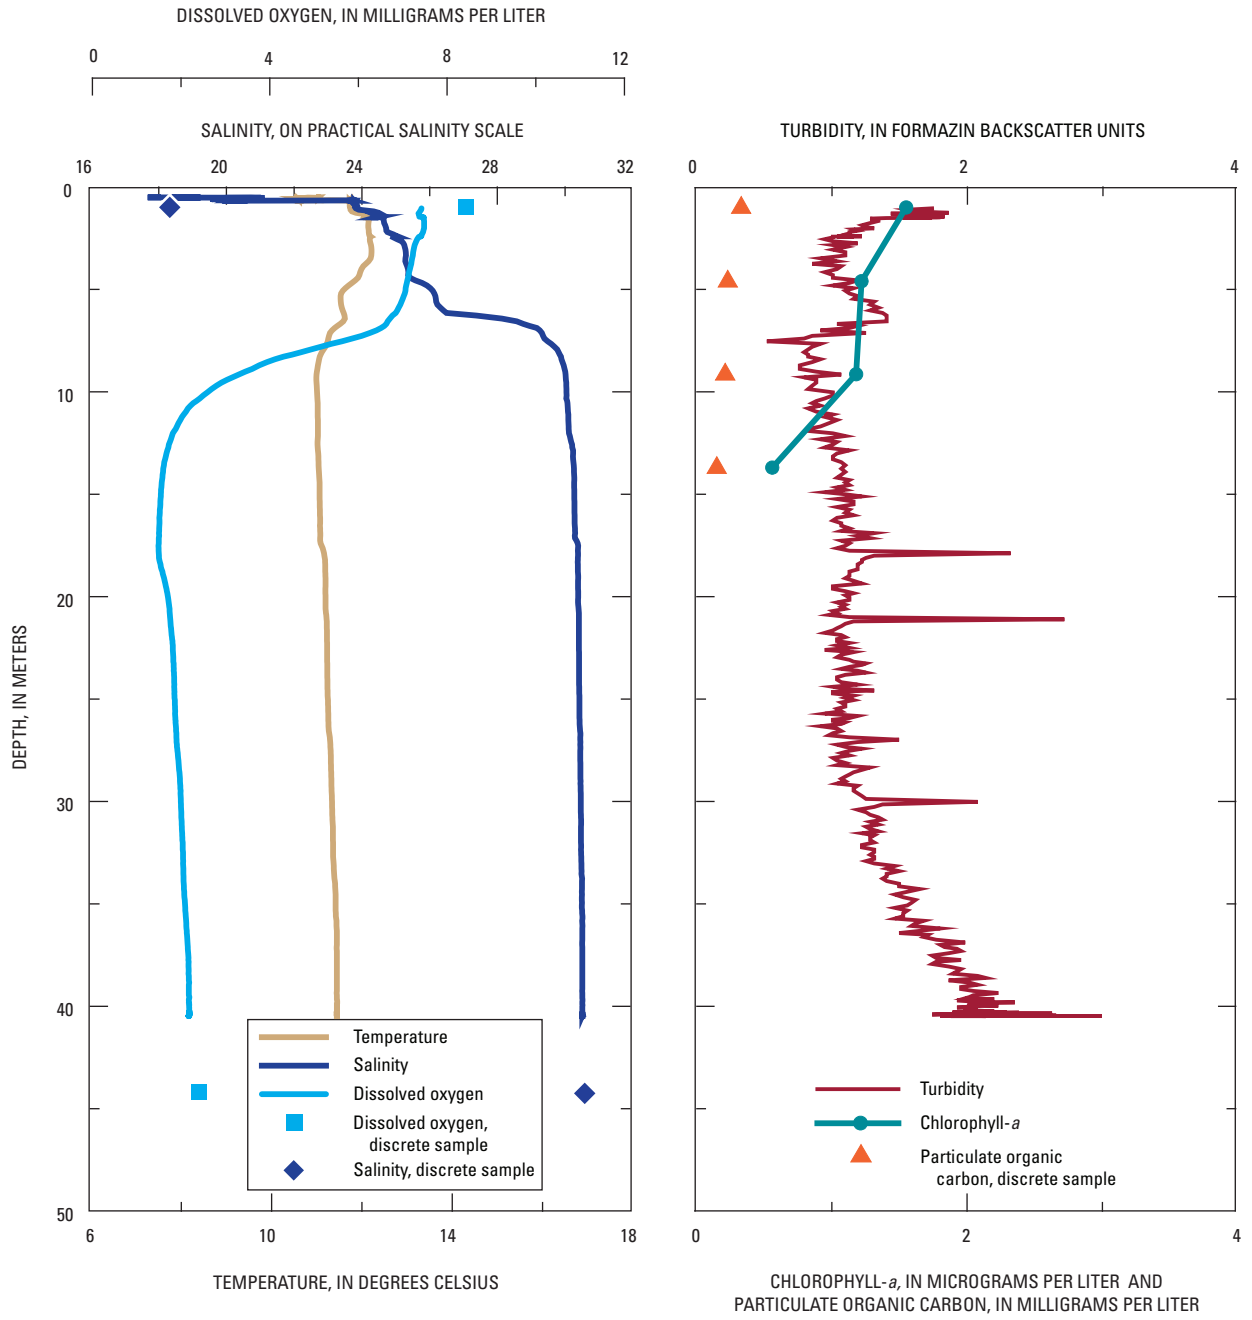 DISSOLVED OXYGEN, IN MILLIGRAMS PER LITER
0 4 8 12
SALINITY, ON PRACTICAL SALINITY SCALE
16 20 24 28 32
TURBIDITY, IN FORMAZIN BACKSCATTER UNITS
0 2 4
DEPTH, IN METERS
0
10
20
30
40
50
Temperature
Salinity
Dissolved oxygen
Dissolved oxygen,
discrete sample
Salinity, discrete sample
Turbidity
Chlorophyll-a
Particulate organic
carbon, discrete sample
6 10 14 18
TEMPERATURE, IN DEGREES CELSIUS
0 2 4
CHLOROPHYLL-a, IN MICROGRAMS PER LITER AND
PARTICULATE ORGANIC CARBON, IN MILLIGRAMS PER LITER